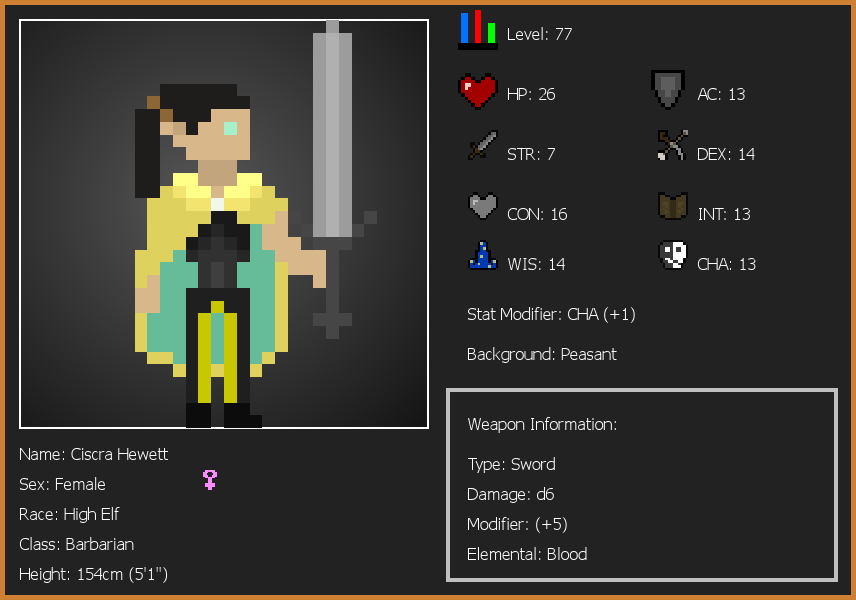 Level: 77
HP: 26
AC: 13
STR: 7
DEX: 14
CON: 16
INT: 13
WIS: 14
CHA: 13
Stat Modifier: CHA (+1)
Background: Peasant
Weapon Information:
Type: Sword
Damage: d6
Modifier: (+5)
Elemental: Blood
Name: Ciscra Hewett
Sex: Female
Race: High Elf
Class: Barbarian
Height: 154cm (5'1")